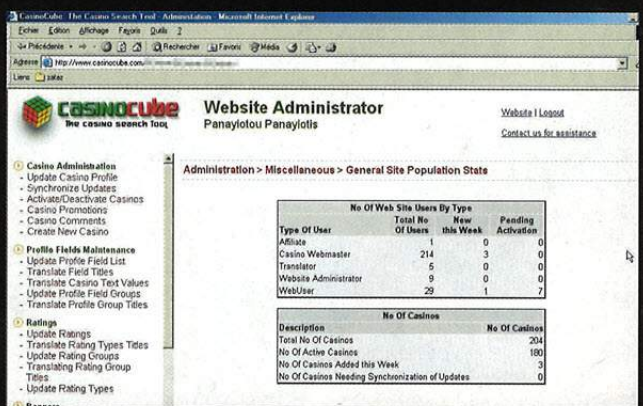 CasinoCube: The Casino Search Tool - Administration - Microsoft Internet Explorer
Fichier Edition Affichage Favoris Outils ?
Précédente Rechercher Favoris Média
Adresse http://www.casinocube.com/
Liens
CASINOCUBE
The casino search tool
Website Administrator
Panayiotou Panayiotis
Website | Logout
Contact us for assistance
Casino Administration
- Update Casino Profile
- Synchronize Updates
- Activate/Deactivate Casinos
- Casino Promotions
- Casino Comments
- Create New Casino
Profile Fields Maintenance
- Update Profile Field List
- Translate Field Titles
- Translate Casino Text Values
- Update Profile Field Groups
- Translate Profile Group Titles
Ratings
- Update Ratings
- Translate Rating Types Titles
- Update Rating Groups
- Translating Rating Group
Titles
- Update Rating Types
Banners
Administration > Miscellaneous > General Site Population Stats
No Of Web Site Users By Type
Type Of User Total No Of Users New this Week Pending Activation
Affiliate 1 0 0
Casino Webmaster 214 3 0
Translator 5 0 0
Website Administrator 9 0 0
WebUser 29 1 7
No Of Casinos
Description No Of Casinos
Total No Of Casinos 204
No Of Active Casinos 180
No Of Casinos Added this Week 3
No Of Casinos Needing Synchronization of Updates 0